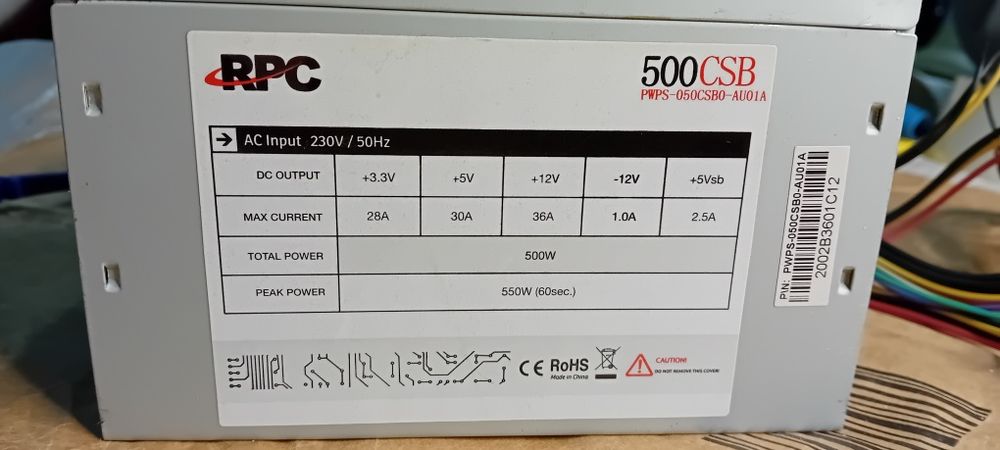 RPC
500CSB
PWPS-050CSB0-AU01A
AC Input 230V / 50Hz
DC OUTPUT +3.3V +5V +12V -12V +5Vsb
MAX CURRENT 28A 30A 36A 1.0A 2.5A
TOTAL POWER 500W
PEAK POWER 550W (60sec.)
CE RoHS
Made in China
CAUTION!
DO NOT REMOVE THIS COVER!
P/N: PWPS-050CSB0-AU01A
2002B3601C12